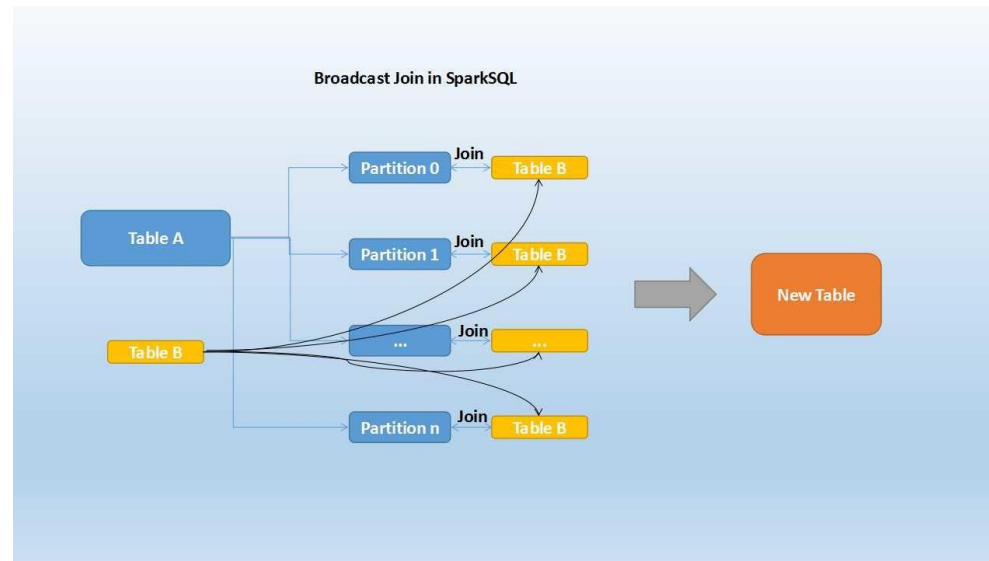 Broadcast Join in SparkSQL
Join
Partition 0
Table B
Table A
Join
Partition 1
Table B
New Table
Table B
Join
...
...
Join
Partition n
Table B